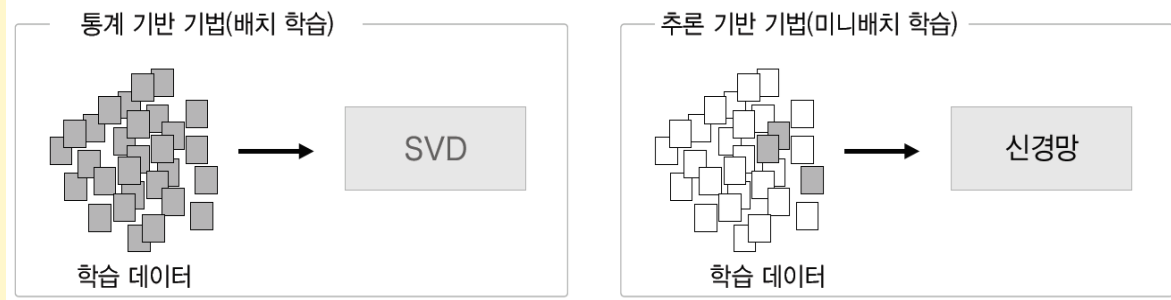 통계 기반 기법(배치 학습)
SVD
학습 데이터
추론 기반 기법(미니배치 학습)
신경망
학습 데이터